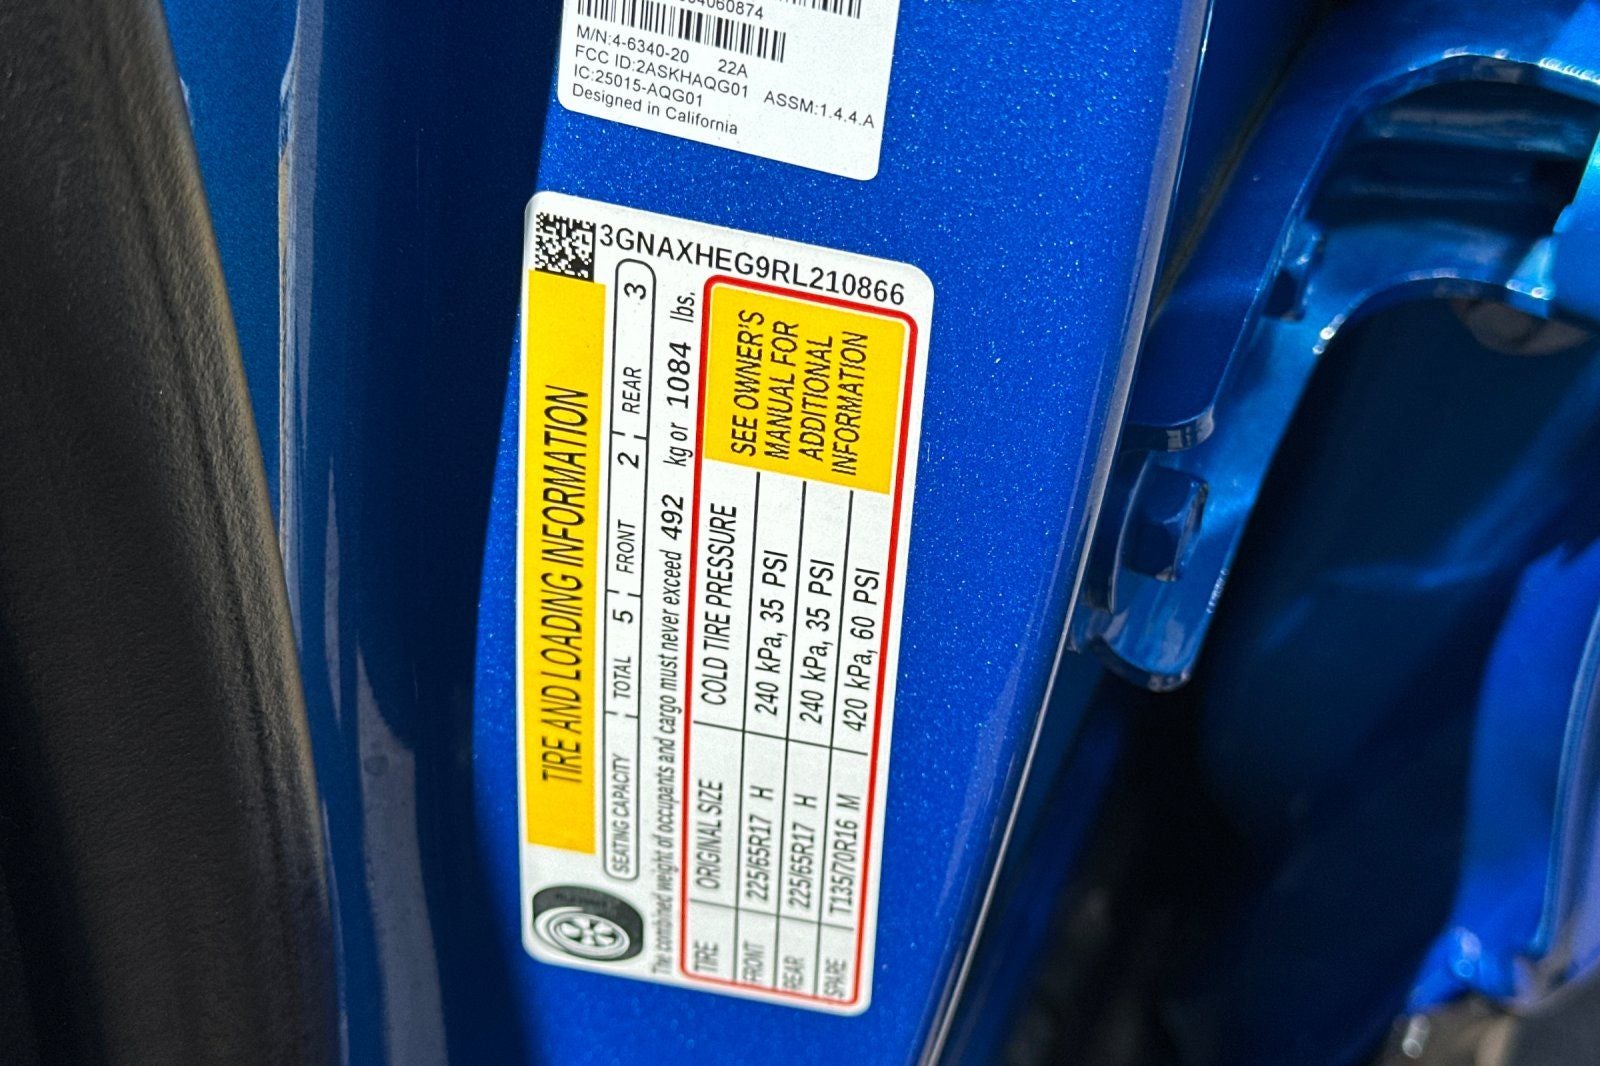 M/N:4-6340-20 22A
FCC ID:2ASKHAQG01 ASSM:1.4.4.A
IC:25015-AQG01
Designed in California
3GNAXHEG9RL210866
TIRE AND LOADING INFORMATION
SEATING CAPACITY TOTAL 5 FRONT 2 REAR 3
The combined weight of occupants and cargo must never exceed 492 kg or 1084 lbs.
TIRE ORIGINAL SIZE COLD TIRE PRESSURE
FRONT 225/65R17 H 240 kPa, 35 PSI
REAR 225/65R17 H 240 kPa, 35 PSI
SPARE T135/70R16 M 420 kPa, 60 PSI
SEE OWNER'S
MANUAL FOR
ADDITIONAL
INFORMATION